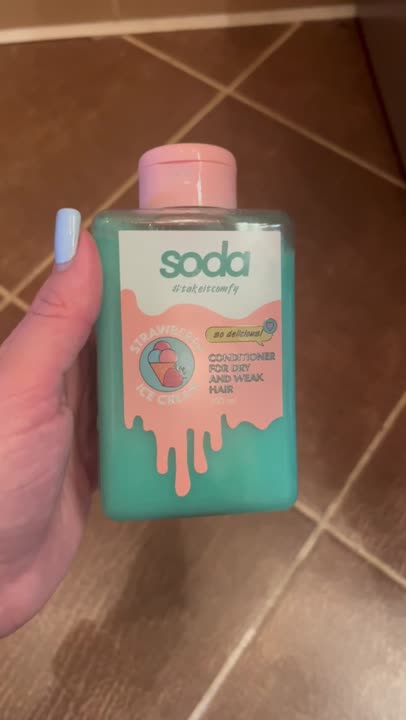 soda
#takeitcomfy
so delicious!
STRAWBERRY
ICE CREAM
CONDITIONER
FOR DRY
AND WEAK
HAIR